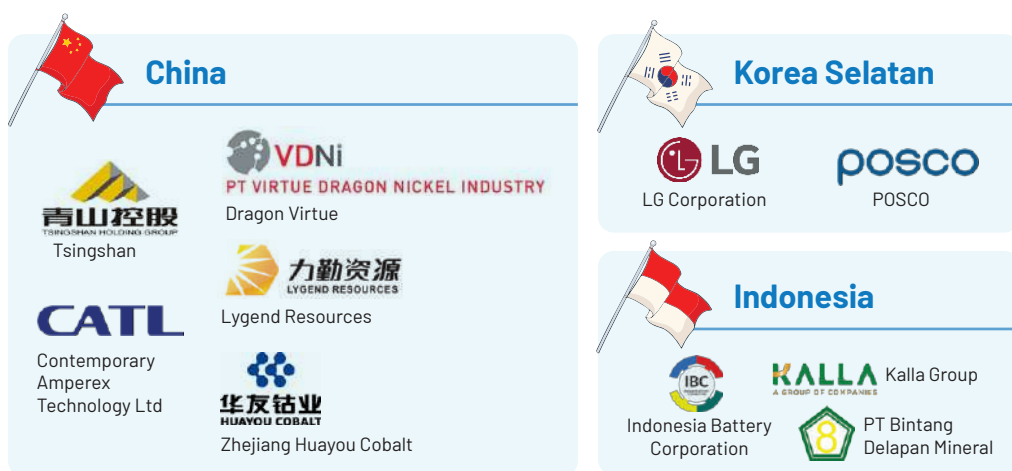 China
青山控股
TSINGSHAN HOLDING GROUP
Tsingshan
VDNi
PT VIRTUE DRAGON NICKEL INDUSTRY
Dragon Virtue
力勤资源
LYGEND RESOURCES
Lygend Resources
CATL
Contemporary
Amperex
Technology Ltd
华友钴业
HUAYOU COBALT
Zhejiang Huayou Cobalt
Korea Selatan
LG
LG Corporation
posco
POSCO
Indonesia
IBC
Indonesia Battery
Corporation
KALLA
A GROUP OF COMPANIES
Kalla Group
8
PT Bintang
Delapan Mineral